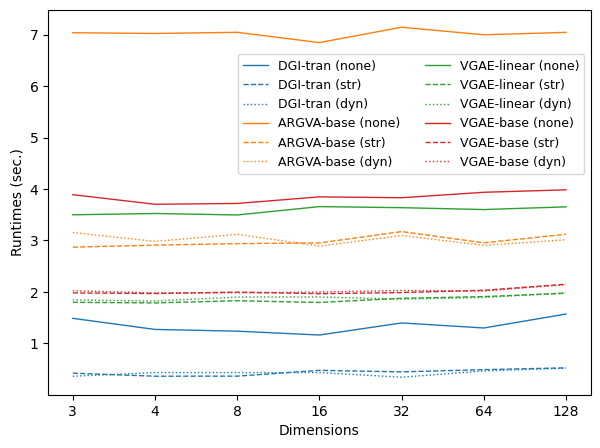 7
6
5
4
3
2
1
Runtimes (sec.)
DGI-tran (none)
DGI-tran (str)
DGI-tran (dyn)
ARGVA-base (none)
ARGVA-base (str)
ARGVA-base (dyn)
VGAE-linear (none)
VGAE-linear (str)
VGAE-linear (dyn)
VGAE-base (none)
VGAE-base (str)
VGAE-base (dyn)
3 4 8 16 32 64 128
Dimensions